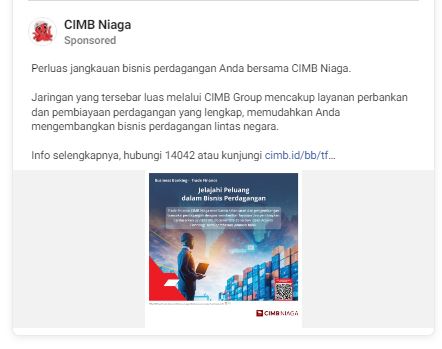 CIMB Niaga
Sponsored
Perluas jangkauan bisnis perdagangan Anda bersama CIMB Niaga.
Jaringan yang tersebar luas melalui CIMB Group mencakup layanan perbankan
dan pembiayaan perdagangan yang lengkap, memudahkan Anda
mengembangkan bisnis perdagangan lintas negara.
Info selengkapnya, hubungi 14042 atau kunjungi cimb.id/bb/tf...
Business Banking - Trade Finance
Jelajahi Peluang
dalam Bisnis Perdagangan
CIMB NIAGA